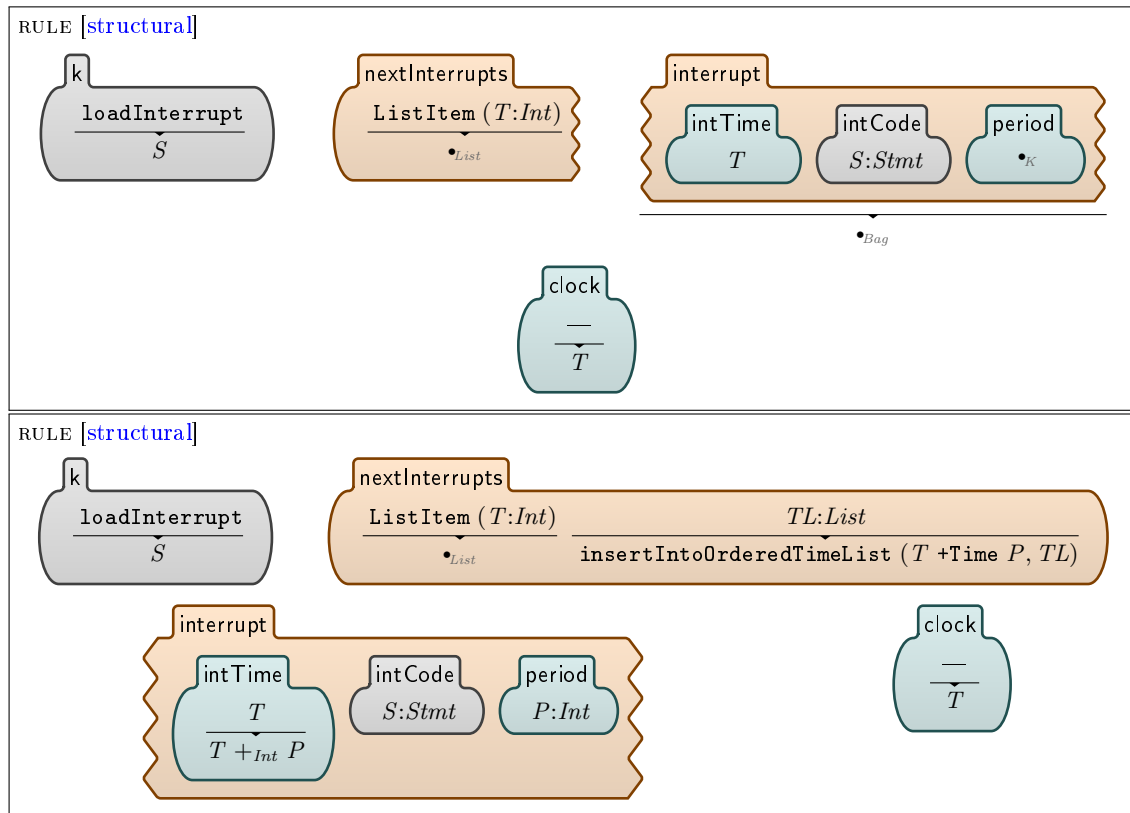 RULE [structural]
k nextInterrupts interrupt
loadInterrupt ListItem (T:Int) intTime intCode period
S •List T S:Stmt •K
•Bag
clock
—
T
RULE [structural]
k nextInterrupts
loadInterrupt ListItem (T:Int) TL:List
S •List insertIntoOrderedTimeList (T +Time P, TL)
interrupt clock
intTime intCode period —
T S:Stmt P:Int T
T +Int P